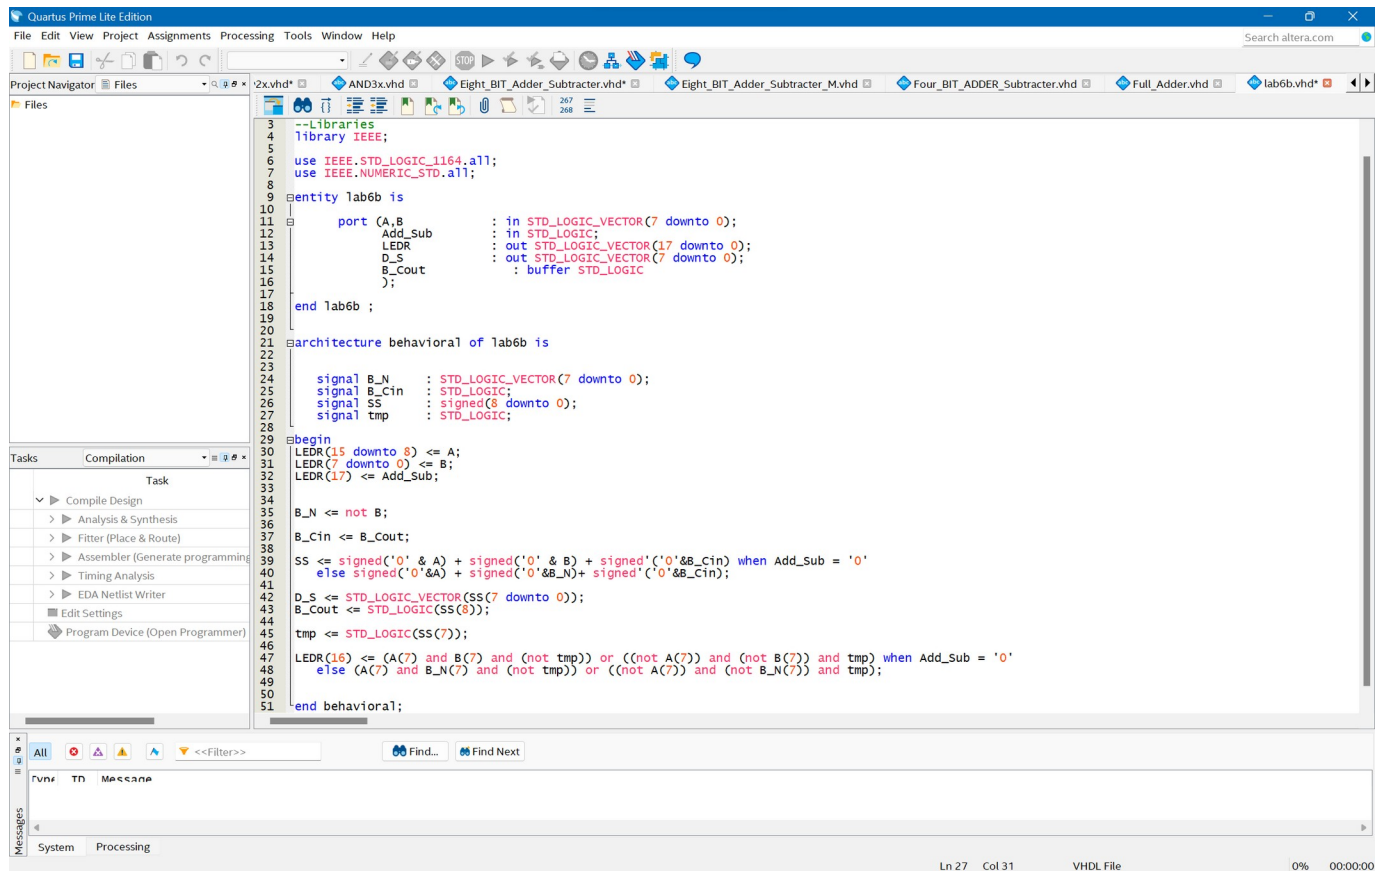 Quartus Prime Lite Edition
File Edit View Project Assignments Processing Tools Window Help
Search altera.com
Project Navigator Files
2x.vhd* AND3x.vhd Eight_BIT_Adder_Subtracter.vhd* Eight_BIT_Adder_Subtracter_M.vhd Four_BIT_ADDER_Subtracter.vhd Full_Adder.vhd lab6b.vhd*
Files
267
268
3 --Libraries
4 library IEEE;
5
6 use IEEE.STD_LOGIC_1164.all;
7 use IEEE.NUMERIC_STD.all;
8
9 entity lab6b is
10
11 port (A,B : in STD_LOGIC_VECTOR(7 downto 0);
12 Add_Sub : in STD_LOGIC;
13 LEDR : out STD_LOGIC_VECTOR(17 downto 0);
14 D_S : out STD_LOGIC_VECTOR(7 downto 0);
15 B_Cout : buffer STD_LOGIC
16 );
17
18 end lab6b ;
19
20
21 architecture behavioral of lab6b is
22
23
24 signal B_N : STD_LOGIC_VECTOR(7 downto 0);
25 signal B_Cin : STD_LOGIC;
26 signal SS : signed(8 downto 0);
27 signal tmp : STD_LOGIC;
28
29 begin
30 LEDR(15 downto 8) <= A;
31 LEDR(7 downto 0) <= B;
32 LEDR(17) <= Add_Sub;
33
34
35 B_N <= not B;
36
37 B_Cin <= B_Cout;
38
39 SS <= signed('0' & A) + signed('0' & B) + signed'('0'&B_Cin) when Add_Sub = '0'
40 else signed('0'&A) + signed('0'&B_N)+ signed'('0'&B_Cin);
41
42 D_S <= STD_LOGIC_VECTOR(SS(7 downto 0));
43 B_Cout <= STD_LOGIC(SS(8));
44
45 tmp <= STD_LOGIC(SS(7));
46
47 LEDR(16) <= (A(7) and B(7) and (not tmp)) or ((not A(7)) and (not B(7)) and tmp) when Add_Sub = '0'
48 else (A(7) and B_N(7) and (not tmp)) or ((not A(7)) and (not B_N(7)) and tmp);
49
50
51 end behavioral;
Tasks Compilation
Task
Compile Design
Analysis & Synthesis
Fitter (Place & Route)
Assembler (Generate programming
Timing Analysis
EDA Netlist Writer
Edit Settings
Program Device (Open Programmer)
All <<Filter>> Find... Find Next
Type ID Message
Messages
System Processing
Ln 27 Col 31 VHDL File 0% 00:00:00